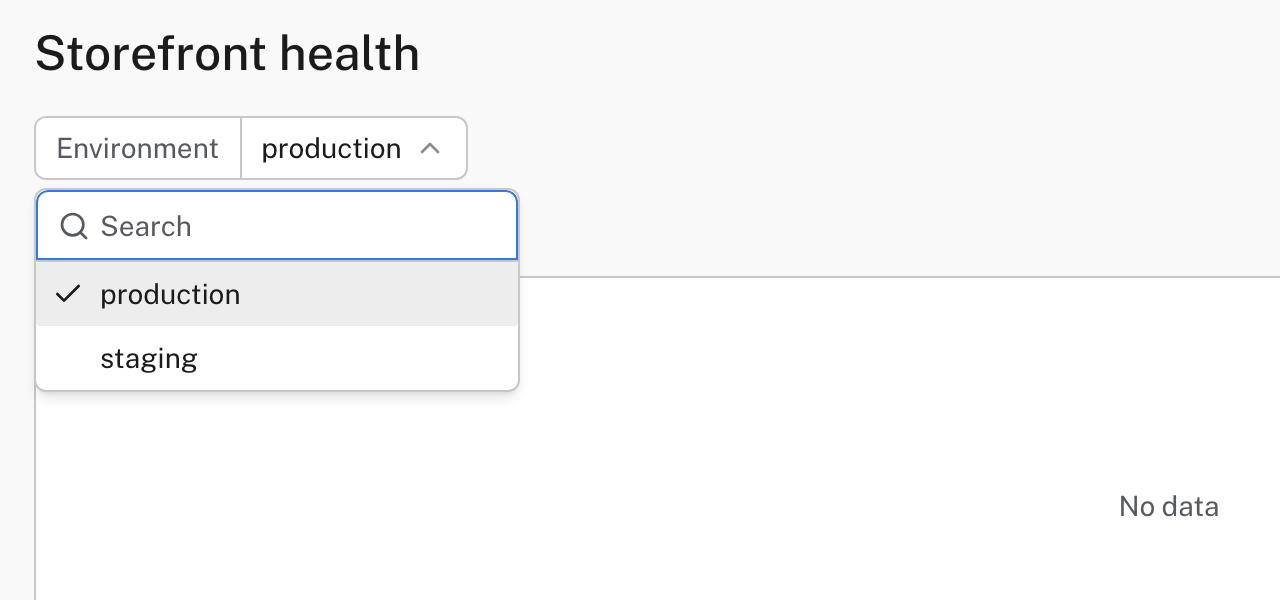 Storefront health
Environment production
Search
production
staging
No data